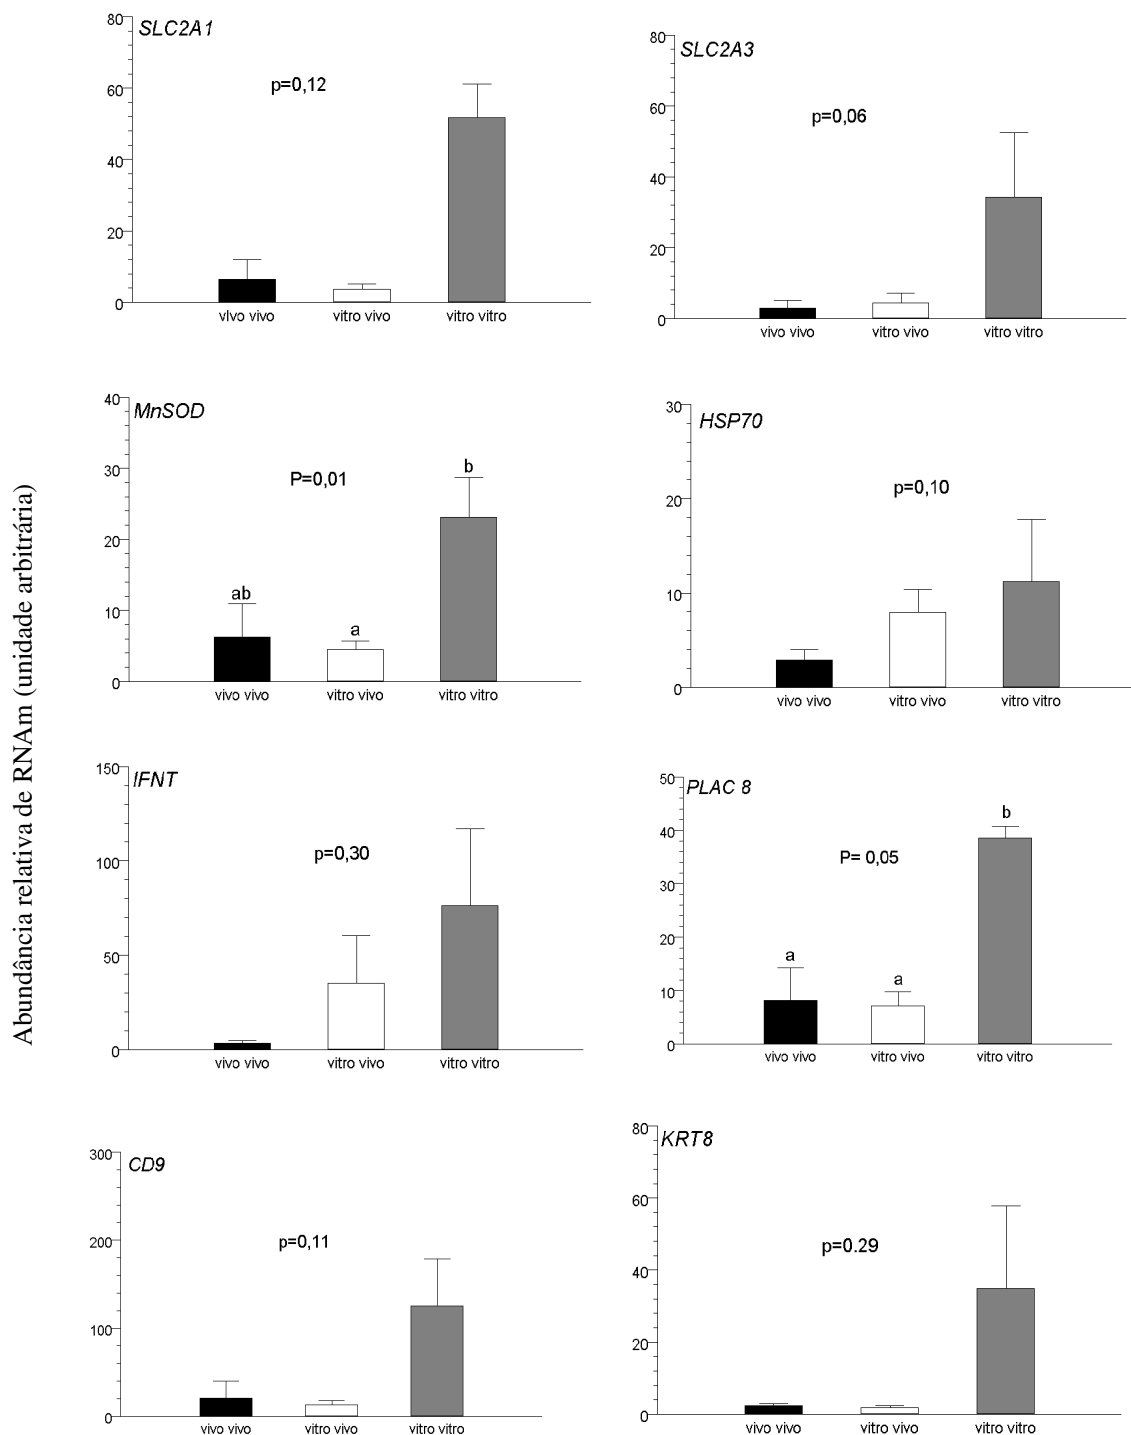 Abundância relativa de RNAm (unidade arbitrária)
SLC2A1
p=0,12
80
60
40
20
0
vIvo vivo vitro vivo vitro vitro
SLC2A3
p=0,06
80
60
40
20
0
vivo vivo vitro vivo vitro vitro
MnSOD
P=0,01
40
30
20
10
0
ab
a
b
vivo vivo vitro vivo vitro vitro
HSP70
p=0,10
30
20
10
0
vivo vivo vitro vivo vitro vitro
IFNT
p=0,30
150
100
50
0
vivo vivo vitro vivo vitro vitro
PLAC 8
P= 0,05
50
40
30
20
10
0
a
a
b
vivo vivo vitro vivo vitro vitro
CD9
p=0,11
300
200
100
0
vivo vivo vitro vivo vitro vitro
KRT8
p=0.29
80
60
40
20
0
vivo vivo vitro vivo vitro vitro